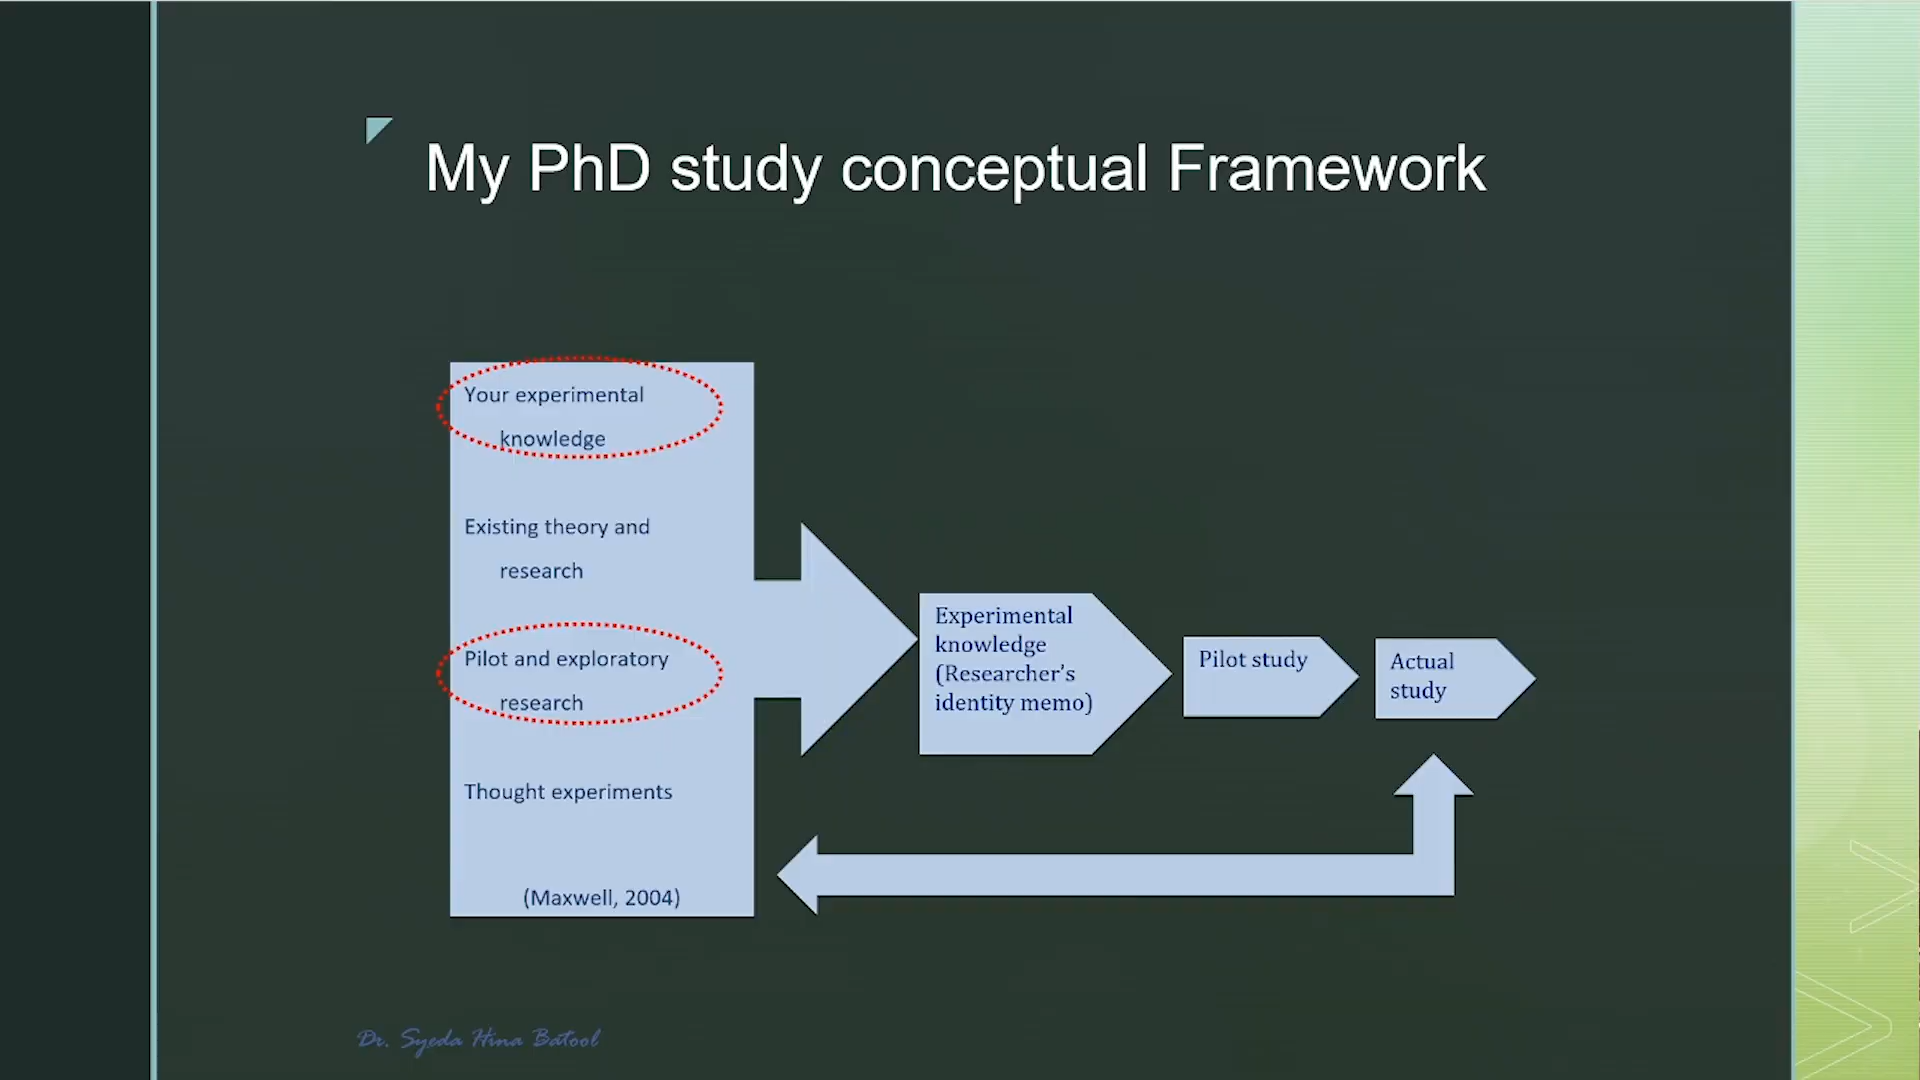 My PhD study conceptual Framework
Your experimental
knowledge
Existing theory and
research
Pilot and exploratory
research
Thought experiments
(Maxwell, 2004)
Experimental
knowledge
(Researcher's
identity memo)
Pilot study
Actual
study
Dr. Syeda Hina Batool